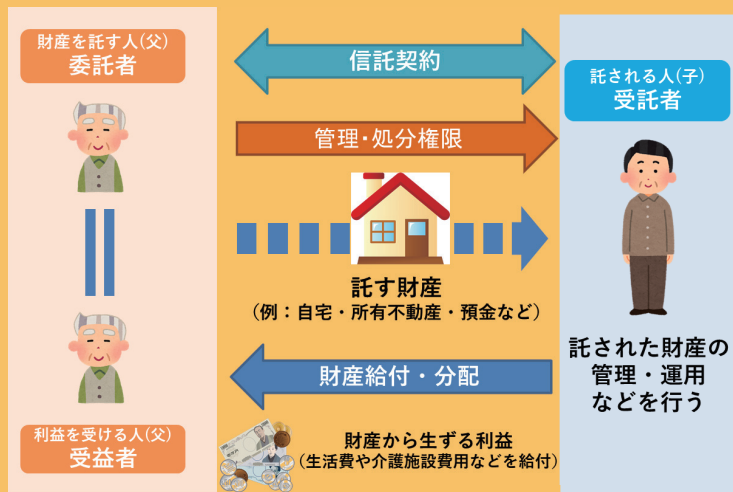 財産を託す人(父)
委託者
信託契約
託される人(子)
受託者
管理・処分権限
託す財産
(例：自宅・所有不動産・預金など)
託された財産の
管理・運用
などを行う
財産給付・分配
利益を受ける人(父)
受益者
財産から生ずる利益
(生活費や介護施設費用などを給付)